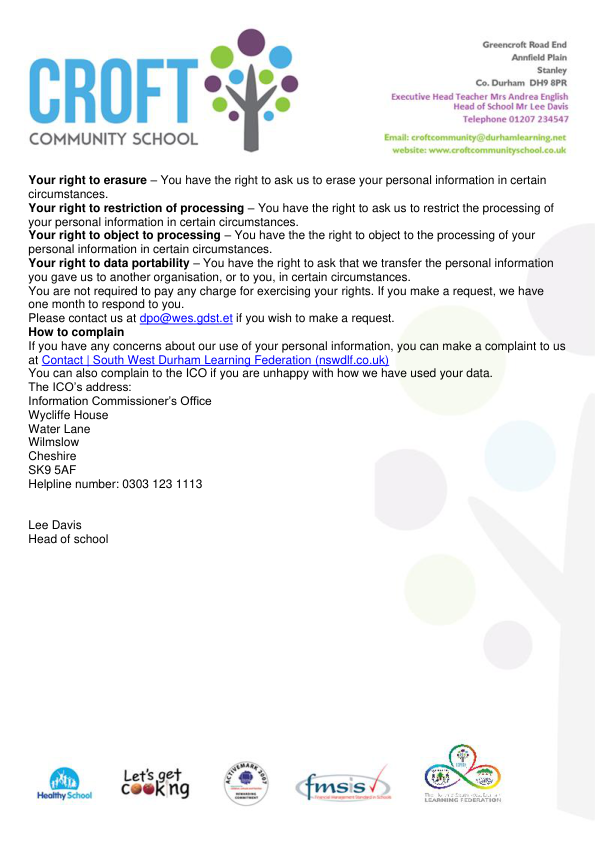 CROFT
COMMUNITY SCHOOL
Greencroft Road End
Annfield Plain
Stanley
Co. Durham DH9 8PR
Executive Head Teacher Mrs Andrea English
Head of School Mr Lee Davis
Telephone 01207 234547
Email: croftcommunity@durhamlearning.net
website: www.croftcommunityschool.co.uk
Your right to erasure – You have the right to ask us to erase your personal information in certain
circumstances.
Your right to restriction of processing – You have the right to ask us to restrict the processing of
your personal information in certain circumstances.
Your right to object to processing – You have the the right to object to the processing of your
personal information in certain circumstances.
Your right to data portability – You have the right to ask that we transfer the personal information
you gave us to another organisation, or to you, in certain circumstances.
You are not required to pay any charge for exercising your rights. If you make a request, we have
one month to respond to you.
Please contact us at dpo@wes.gdst.et if you wish to make a request.
How to complain
If you have any concerns about our use of your personal information, you can make a complaint to us
at Contact | South West Durham Learning Federation (nswdlf.co.uk)
You can also complain to the ICO if you are unhappy with how we have used your data.
The ICO's address:
Information Commissioner's Office
Wycliffe House
Water Lane
Wilmslow
Cheshire
SK9 5AF
Helpline number: 0303 123 1113
Lee Davis
Head of school
Healthy School
Let's get
cooking
ACTIVEMARK 2007
REWARDING
COMMITMENT
fmsis
Financial Management Standard in Schools
LEARNING FEDERATION